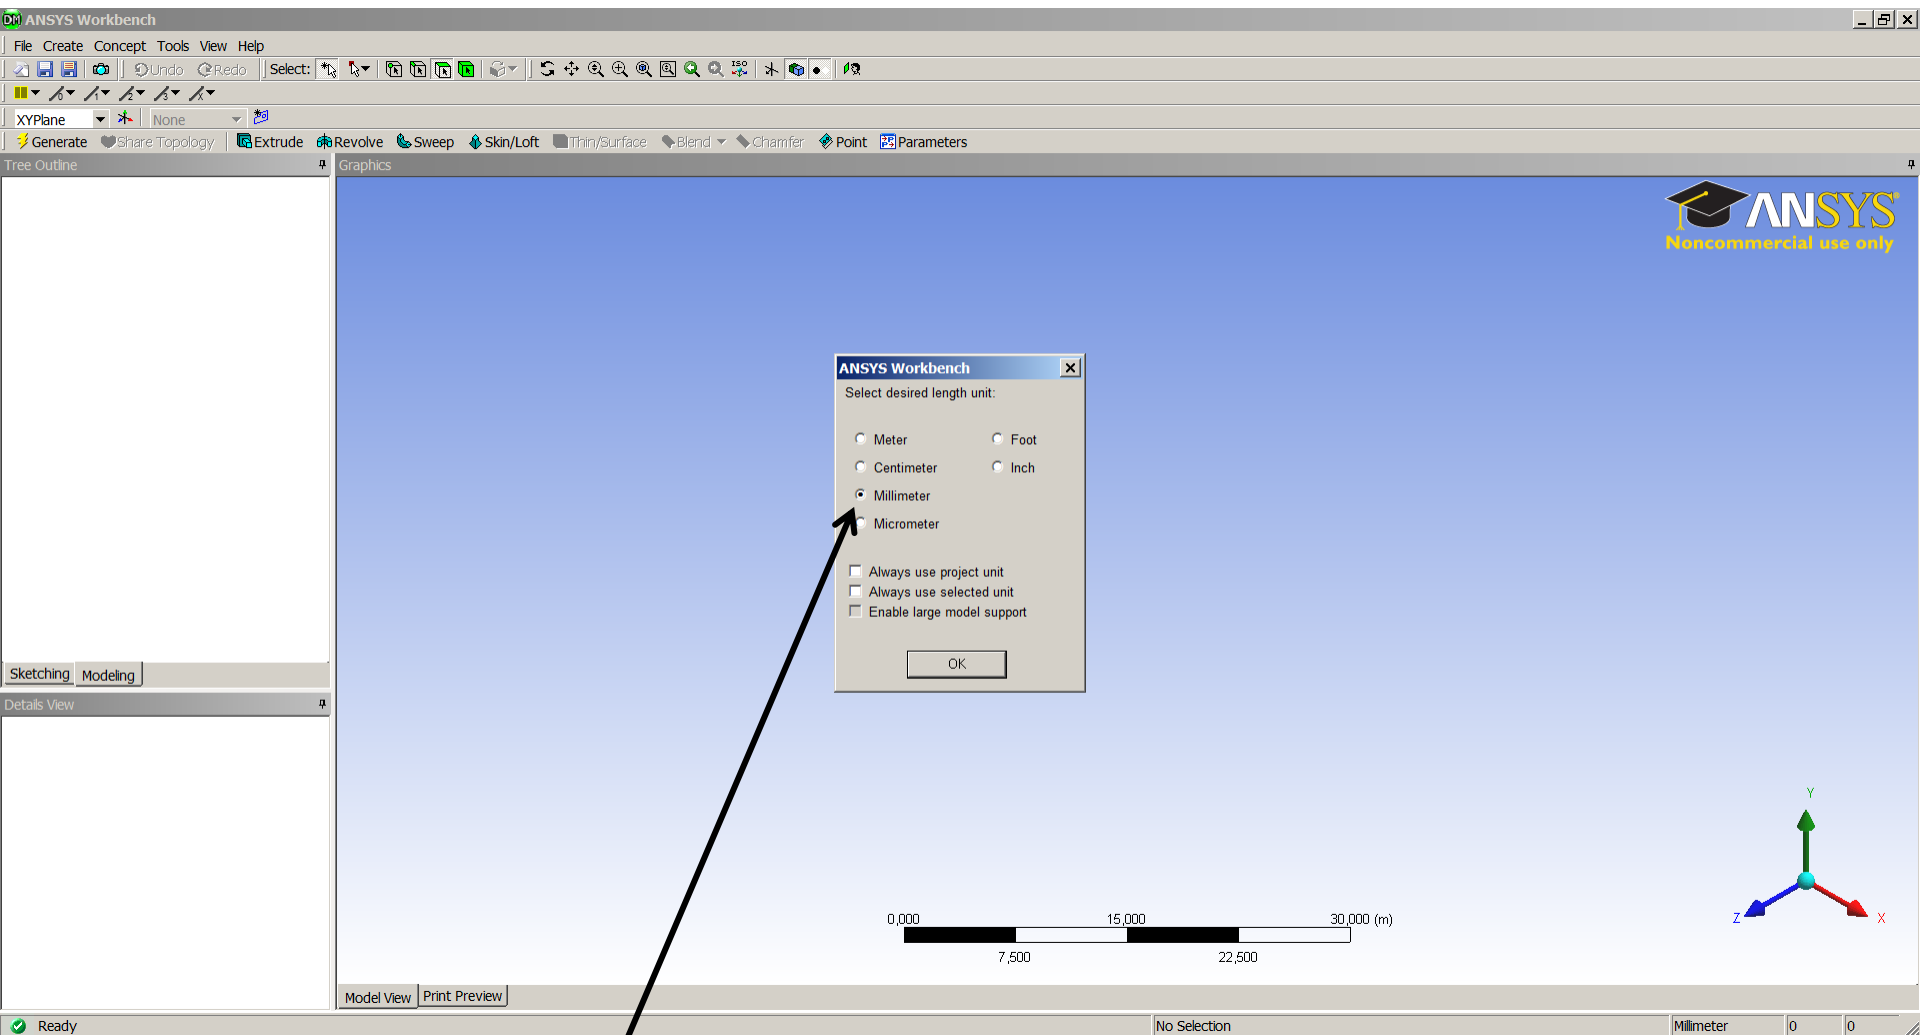 DM ANSYS Workbench
File Create Concept Tools View Help
Undo Redo Select: ISO
XYPlane None
Generate Share Topology Extrude Revolve Sweep Skin/Loft Thin/Surface Blend Chamfer Point Parameters
Tree Outline
Graphics
ANSYS
Noncommercial use only
ANSYS Workbench
Select desired length unit:
Meter Foot
Centimeter Inch
Millimeter
Micrometer
Always use project unit
Always use selected unit
Enable large model support
OK
Sketching Modeling
Details View
Y
Z X
0,000 15,000 30,000 (m)
7,500 22,500
Model View Print Preview
Ready No Selection Millimeter 0 0